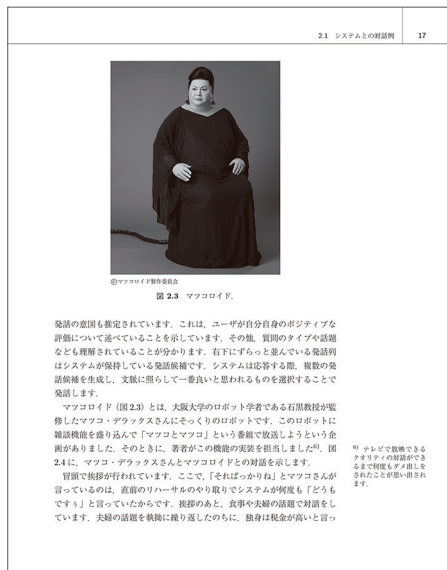 2.1 システムとの対話例 17
©マツコロイド製作委員会
図 2.3 マツコロイド．
発話の意図も推定されています．これは，ユーザが自分自身のポジティブな
評価について述べていることを示しています．その他，質問のタイプや話題
なども理解されていることが分かります．右下にずらっと並んでいる発話列
はシステムが保持している発話候補です．システムは応答する際，複数の発
話候補を生成し，文脈に照らして一番良いと思われるものを選択することで
発話します．
マツコロイド（図 2.3）とは，大阪大学のロボット学者である石黒教授が監
修したマツコ・デラックスさんにそっくりのロボットです．このロボットに
雑談機能を盛り込んで「マツコとマツコ」という番組で放送しようという企
画がありました．そのときに，著者がこの機能の実装を担当しました6)．図
2.4 に，マツコ・デラックスさんとマツコロイドとの対話を示します．
冒頭で挨拶が行われています．ここで，「そればっかりね」とマツコさんが
言っているのは，直前のリハーサルのやり取りでシステムが何度も「どうも
ですぅ」と言っていたからです．挨拶のあと，食事や夫婦の話題で対話をし
ています．夫婦の話題を執拗に繰り返したのちに，独身は税金が高いと言っ
6) テレビで放映できる
クオリティの対話ができ
るまで何度もダメ出しを
されたことが思い出され
ます．